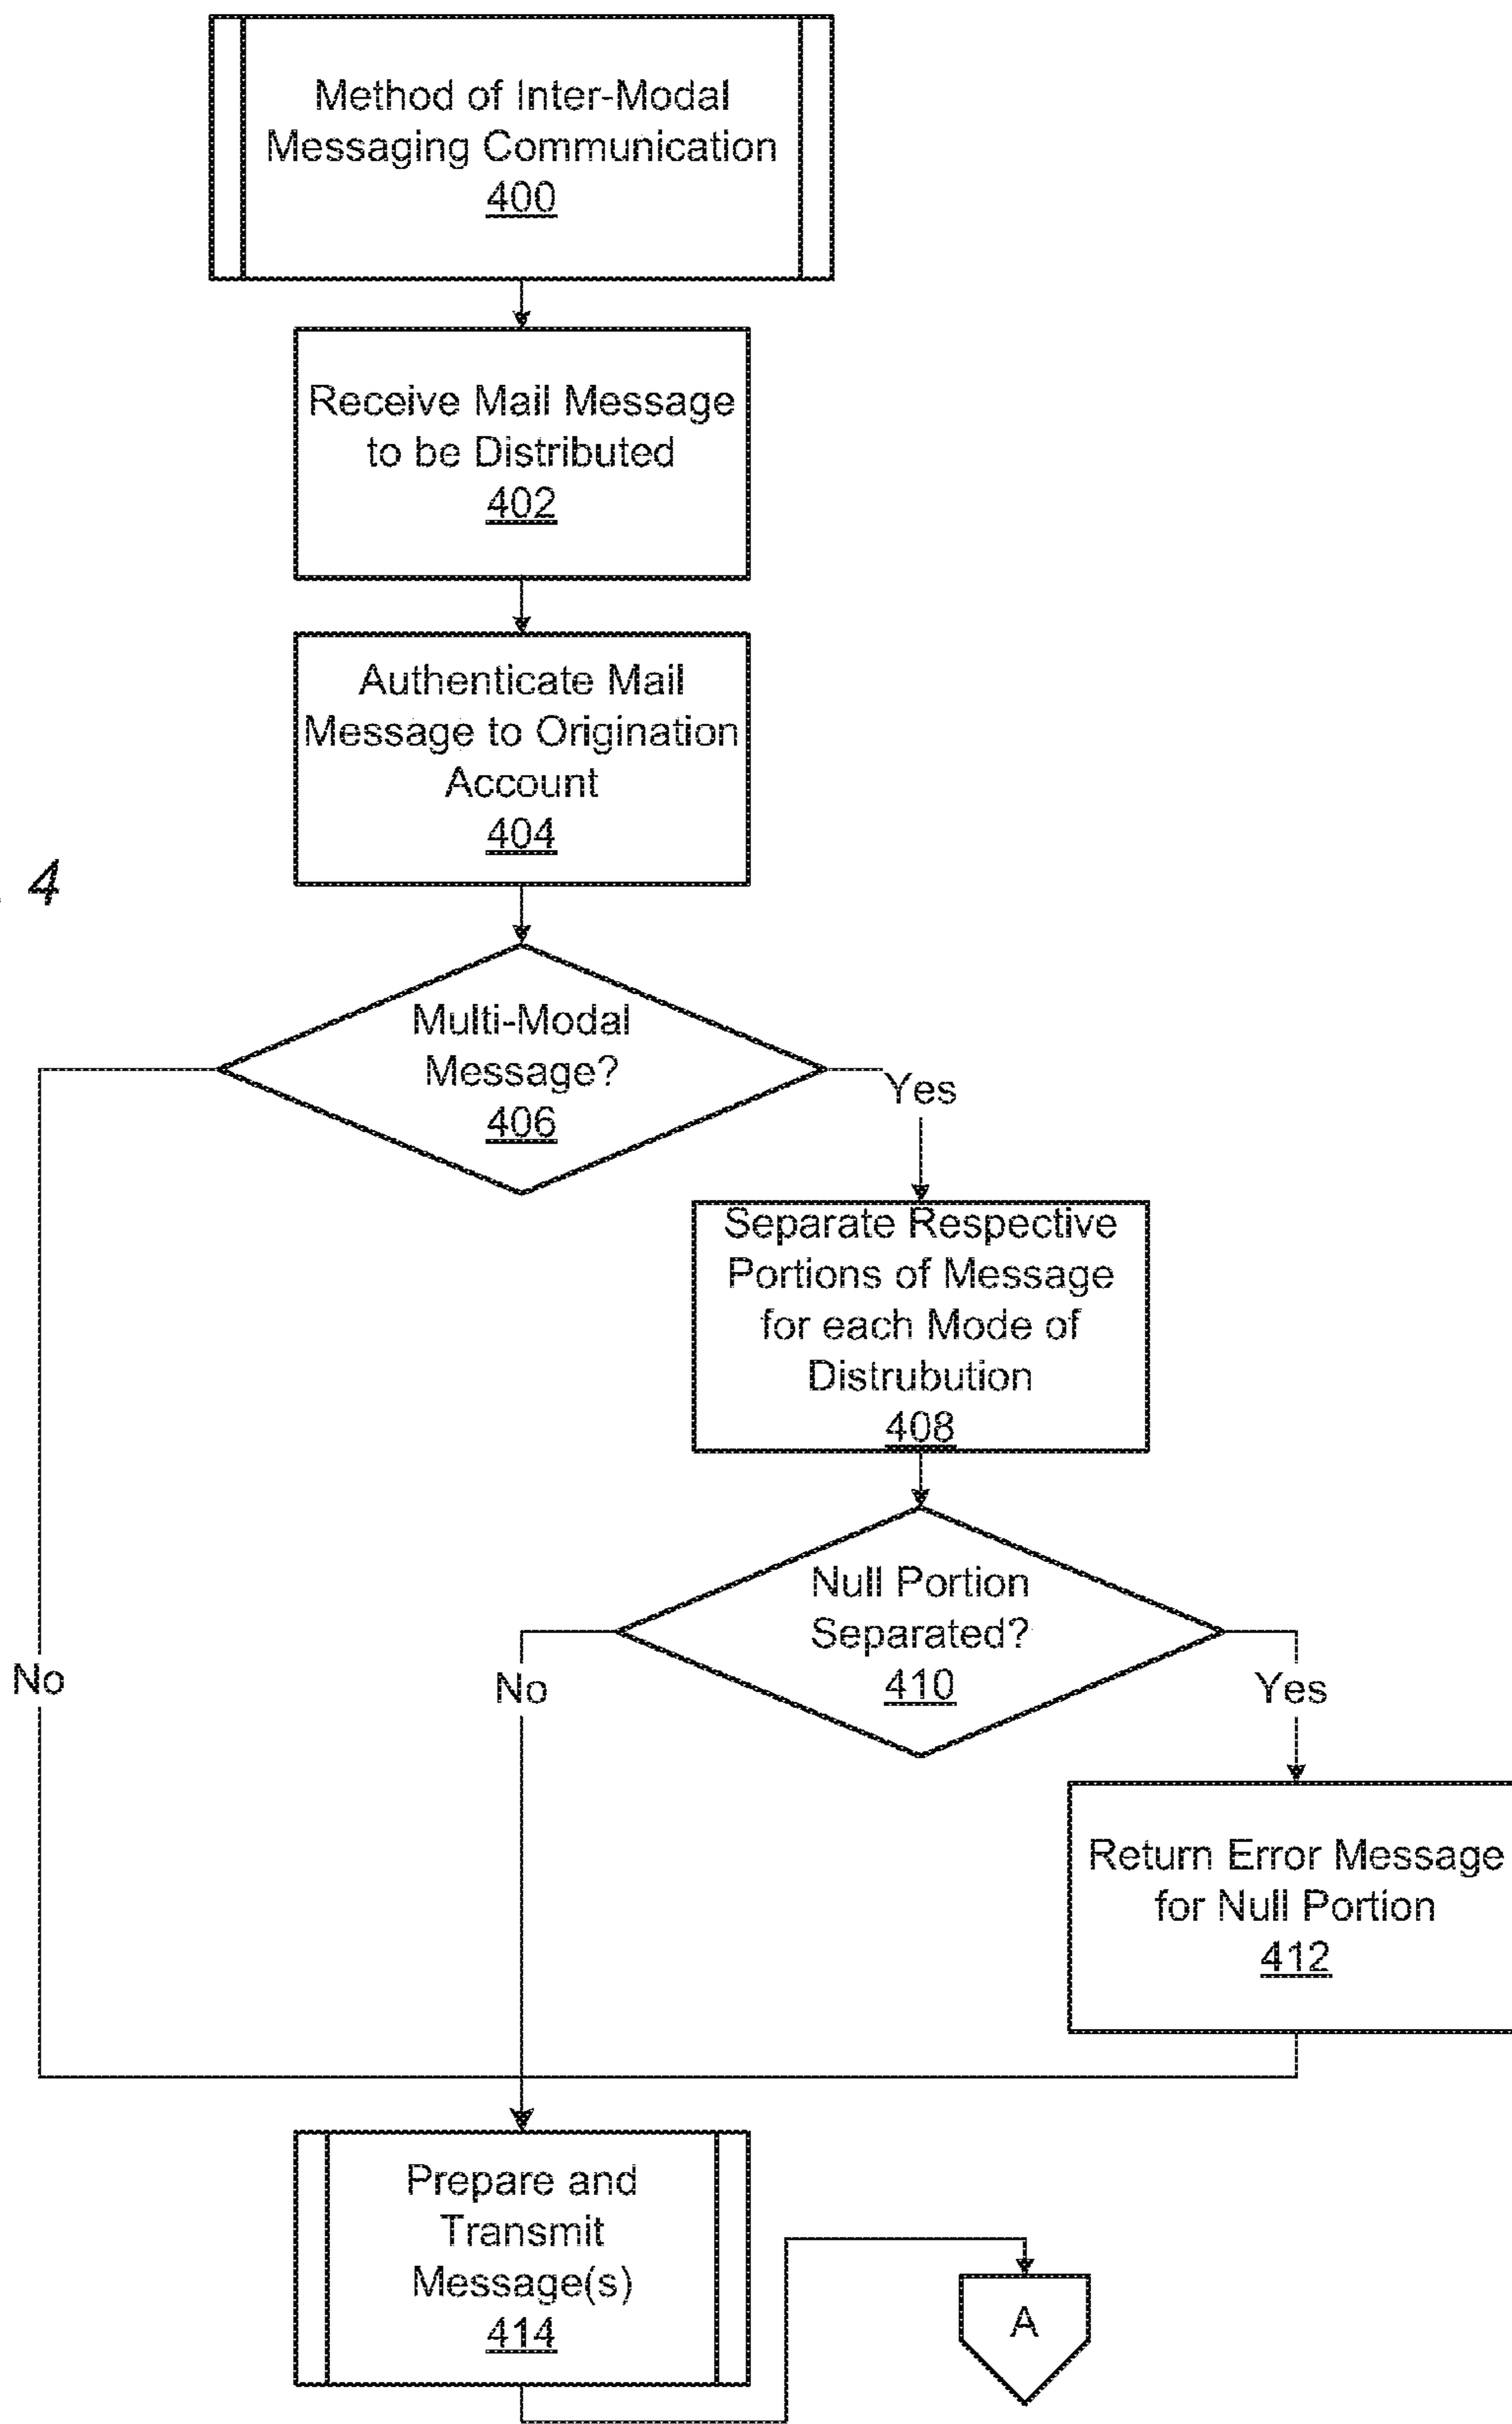 Method of Inter-Modal
Messaging Communication
400
Receive Mail Message
to be Distributed
402
Authenticate Mail
Message to Origination
Account
404
4
Multi-Modal
Message?
406
Yes
Separate Respective
Portions of Message
for each Mode of
Distrubution
408
Null Portion
Separated?
410
No
No
Yes
Return Error Message
for Null Portion
412
Prepare and
Transmit
Message(s)
414
A